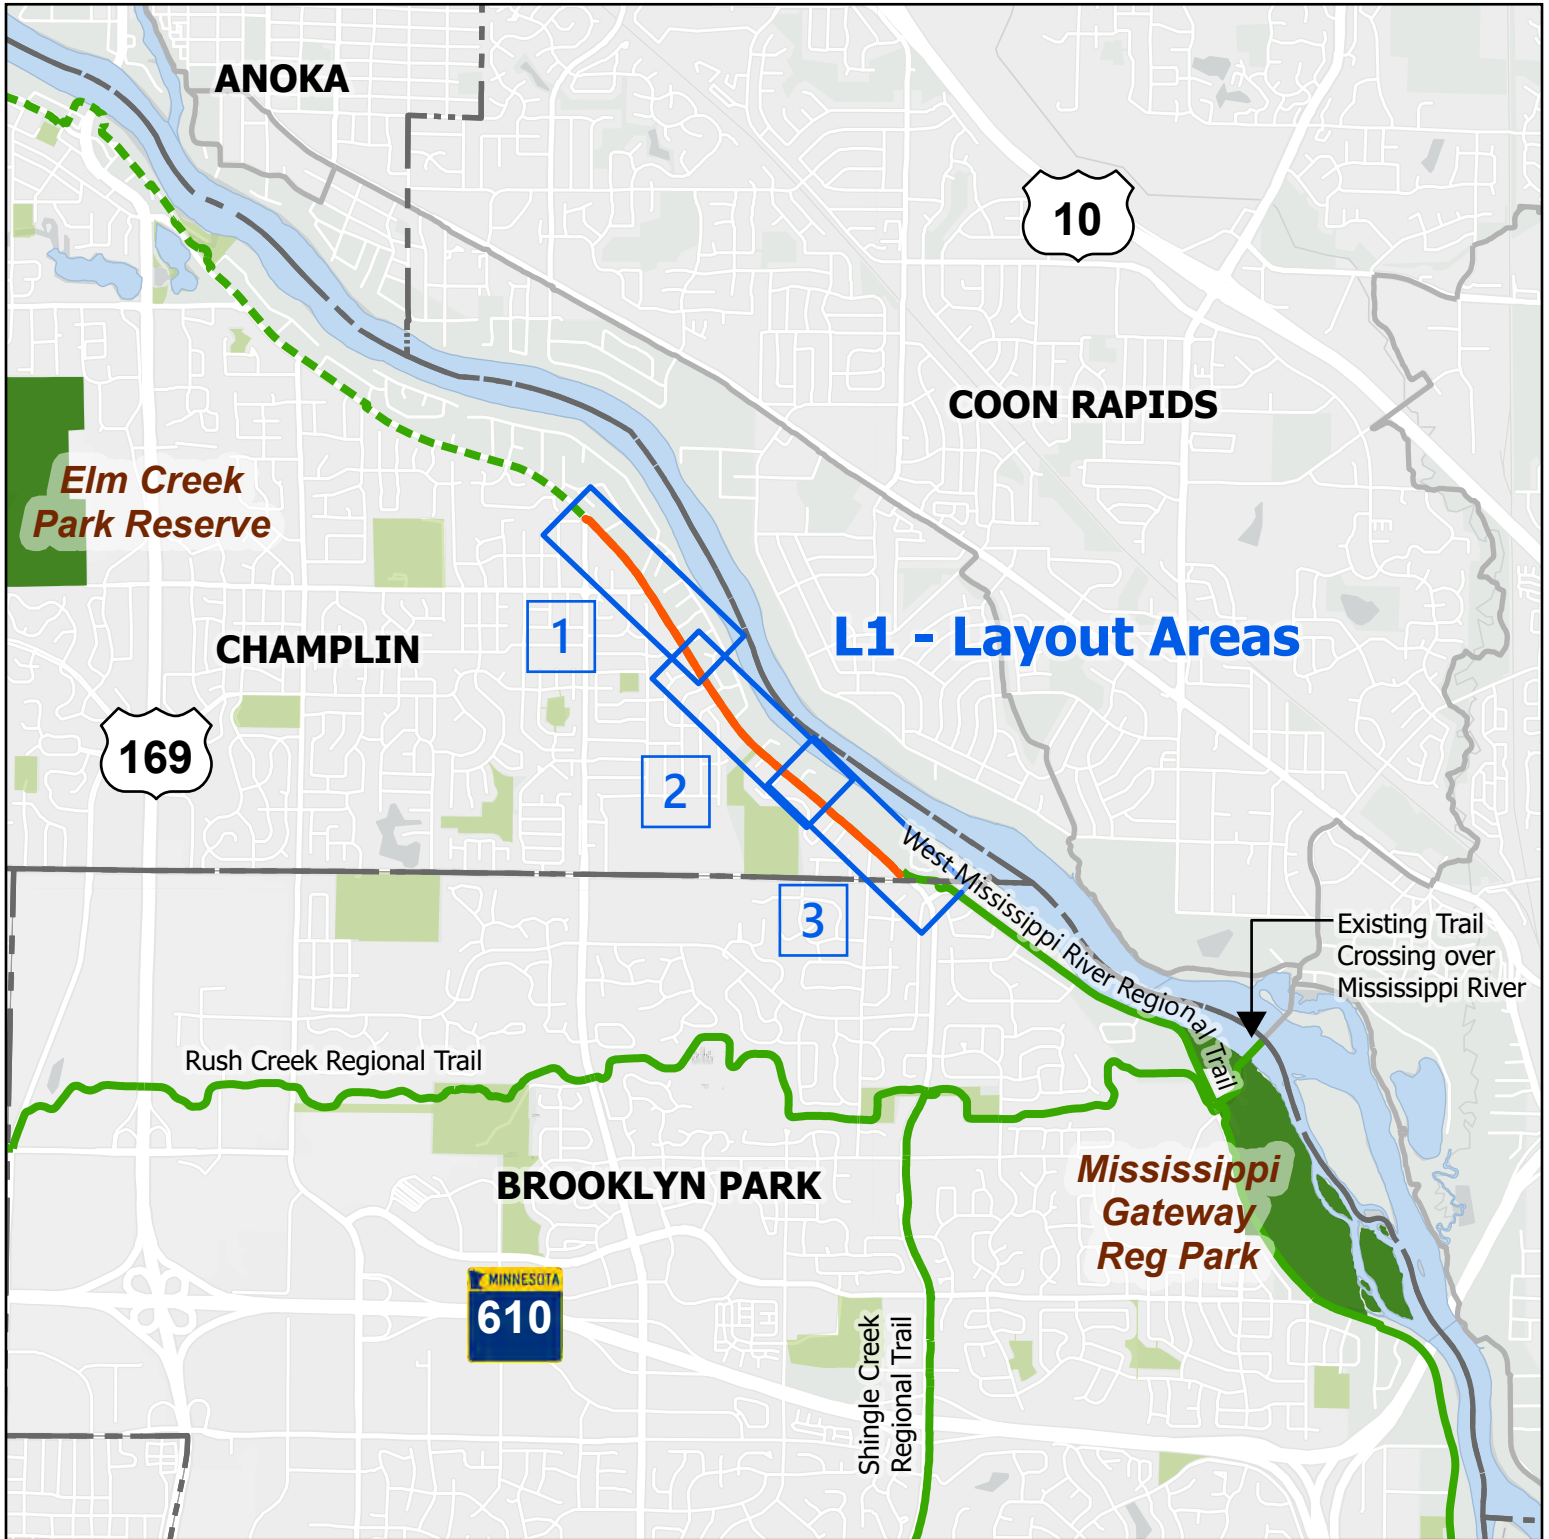 ANOKA
10
COON RAPIDS
Elm Creek
Park Reserve
1
L1 - Layout Areas
CHAMPLIN
169
2
West Mississippi River Regional Trail
3
Existing Trail
Crossing over
Mississippi River
Rush Creek Regional Trail
Mississippi
Gateway
Reg Park
BROOKLYN PARK
MINNESOTA
610
Shingle Creek
Regional Trail